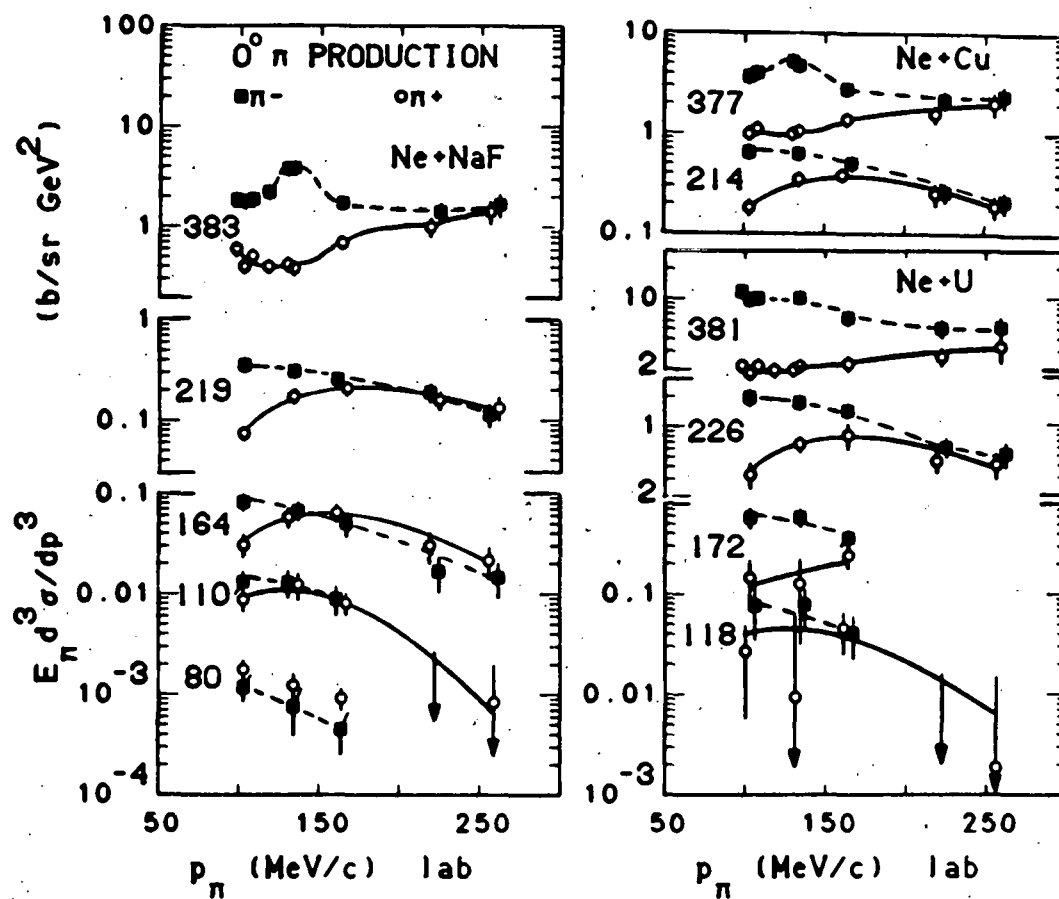 100
0° π PRODUCTION
π- π+
10
Ne+NaF
1
383
(b/sr GeV²)
1
219
0.1
0.1
164
0.01
110
10⁻³
80
10⁻⁴
E_π d³σ/dp³
50 150 250
p_π (MeV/c) lab
10
Ne+Cu
377
1
214
0.1
Ne+U
10
381
2
1
226
2
172
0.1
118
0.01
10⁻³
50 150 250
p_π (MeV/c) lab